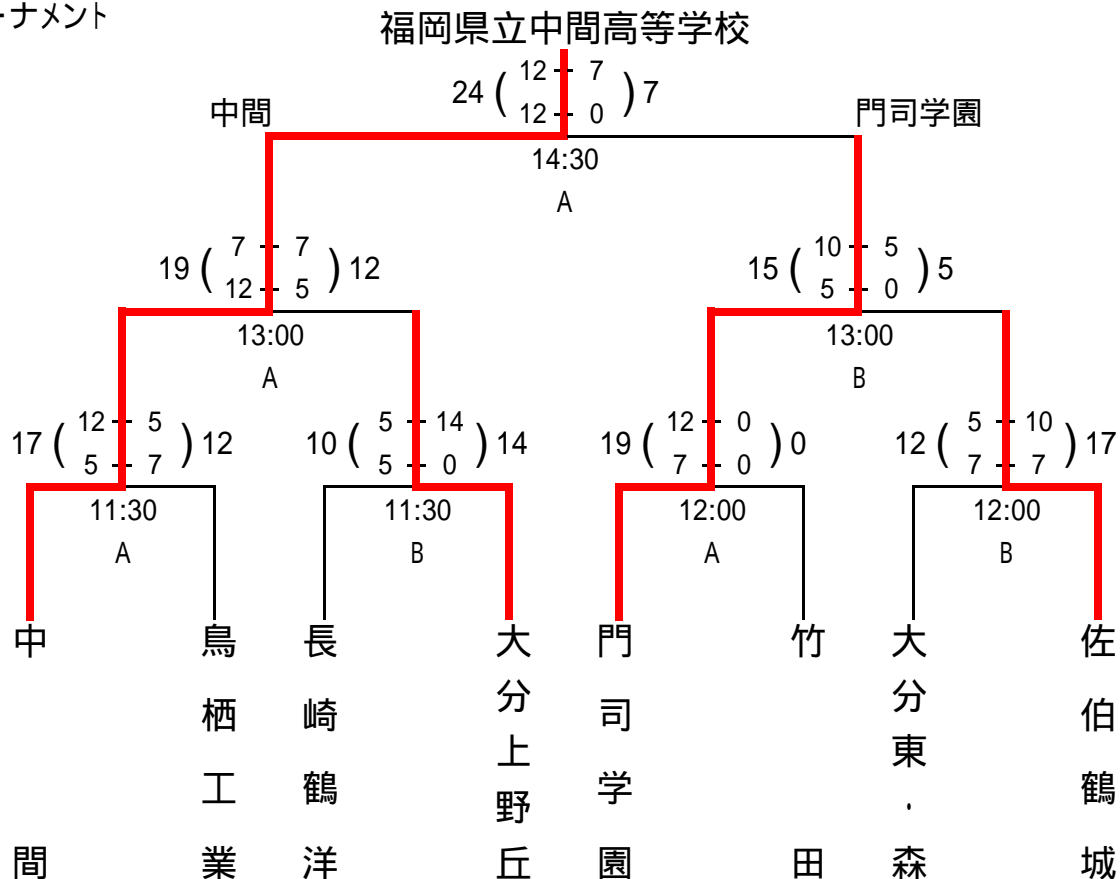 ーナメント
福岡県立中間高等学校
24 ( 12 7 ) 7
12 0
中間 門司学園
14:30
A
19 ( 7 7 ) 12
12 5
15 ( 10 5 ) 5
5 0
13:00 13:00
A B
17 ( 12 5 ) 12
5 7
10 ( 5 14 ) 14
5 0
19 ( 12 0 ) 0
7 0
12 ( 5 10 ) 17
7 7
11:30 11:30 12:00 12:00
A B A B
中間
鳥栖工業
長崎鶴洋
大分上野丘
門司学園
竹田
大分東・森
佐伯鶴城